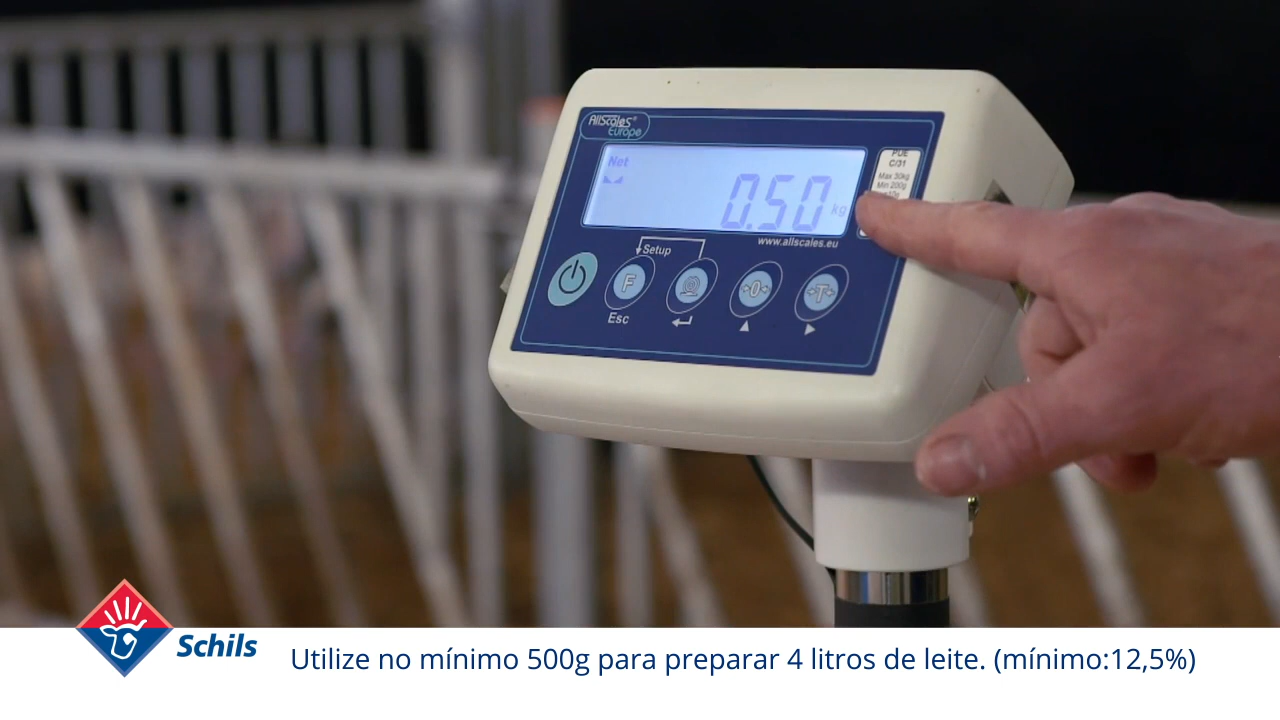 AllScaleS®
Europe
Net
0.50 kg
PUE
C/31
Max 30kg
Min 200g
www.allscales.eu
Setup
F
0
T
Esc
Schils
Utilize no mínimo 500g para preparar 4 litros de leite. (mínimo:12,5%)